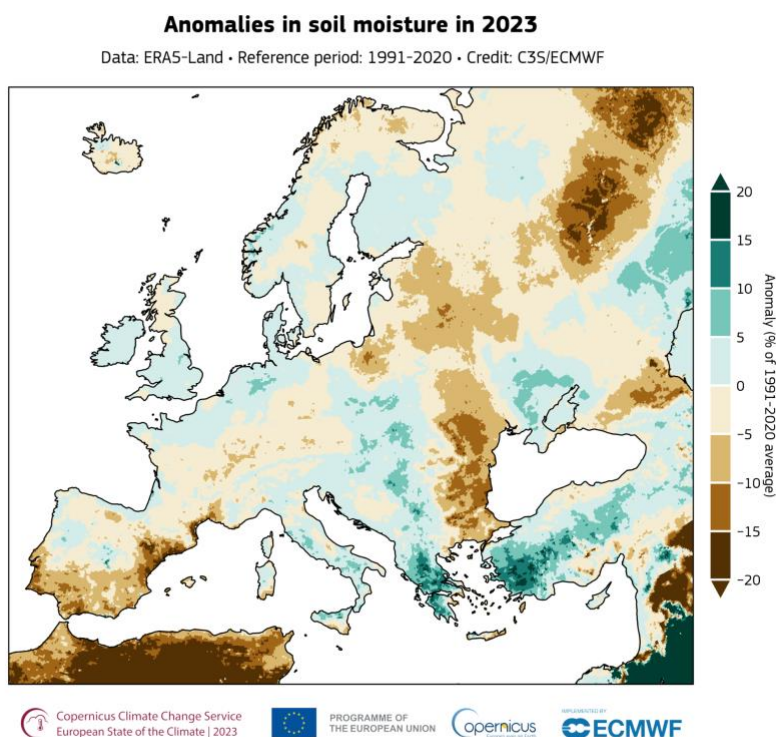 Anomalies in soil moisture in 2023
Data: ERA5-Land • Reference period: 1991-2020 • Credit: C3S/ECMWF
20
15
10
5
0
−5
−10
−15
−20
Anomaly (% of 1991-2020 average)
Copernicus Climate Change Service
European State of the Climate | 2023
PROGRAMME OF
THE EUROPEAN UNION
opernicus
IMPLEMENTED BY
ECMWF